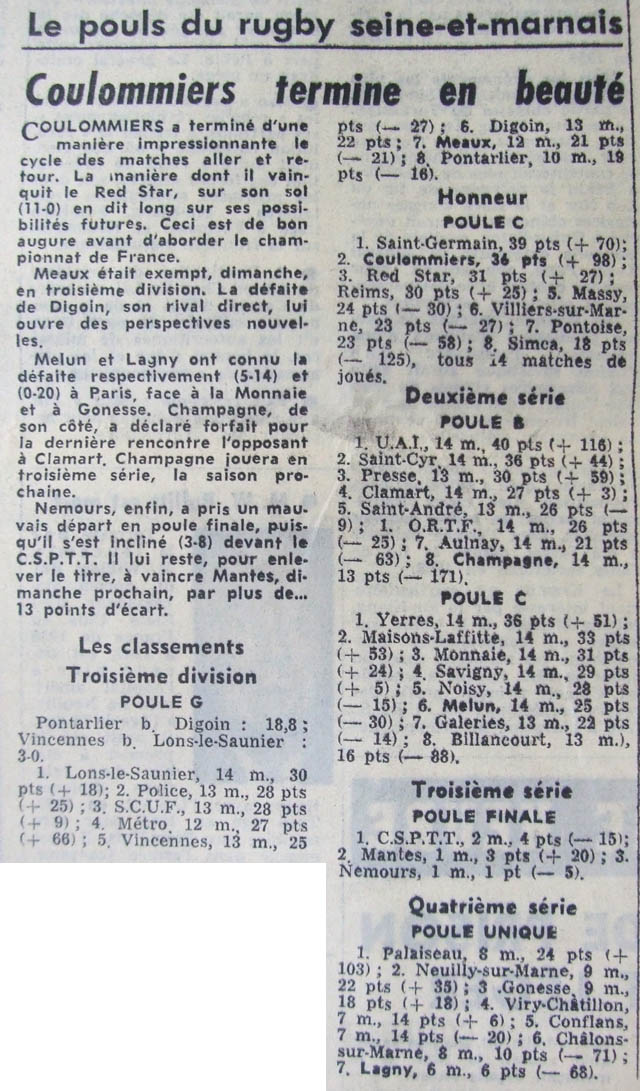 Le pouls du rugby seine-et-marnais
Coulommiers termine en beauté
COULOMMIERS a terminé d'une
manière impressionnante le
cycle des matches aller et re-
tour. La manière dont il vain-
quit le Red Star, sur son sol
(11-0) en dit long sur ses possi-
bilités futures. Ceci est de bon
augure avant d'aborder le cham-
pionnat de France.
Meaux était exempt, dimanche,
en troisième division. La défaite
de Digoin, son rival direct, lui
ouvre des perspectives nouvel-
les.
Melun et Lagny ont connu la
défaite respectivement (5-14) et
(0-20) à Paris, face à la Monnaie
et à Gonesse. Champagne, de
son côté, a déclaré forfait pour
la dernière rencontre l'opposant
à Clamart. Champagne jouera en
troisième série, la saison pro-
chaine.
Nemours, enfin, a pris un mau-
vais départ en poule finale, puis-
qu'il s'est incliné (3-8) devant le
C.S.P.T.T. Il lui reste, pour enle-
ver le titre, à vaincre Mantes, di-
manche prochain, par plus de...
13 points d'écart.
Les classements
Troisième division
POULE G
Pontarlier b. Digoin : 18,8 ;
Vincennes b. Lons-le-Saunier :
3-0.
1. Lons-le-Saunier, 14 m., 30
pts (+ 18); 2. Police, 13 m., 28 pts
(+ 25) ; 3. S.C.U.F., 13 m., 28 pts
(+ 9) ; 4. Métro, 12 m., 27 pts
(+ 66) ; 5. Vincennes, 13 m., 25
pts (— 27) ; 6. Digoin, 13 m.,
22 pts ; 7. Meaux, 12 m., 21 pts
(— 21) ; 8. Pontarlier, 10 m., 19
pts (— 16).
Honneur
POULE C
1. Saint-Germain, 39 pts (+ 70);
2. Coulommiers, 36 pts (+ 98) ;
3. Red Star, 31 pts (+ 27) ;
Reims, 30 pts (+ 25) ; 5. Massy,
24 pts (— 30) ; 6. Villiers-sur-Mar-
ne, 23 pts (— 27) ; 7. Pontoise,
23 pts (— 58) ; 8. Simca, 18 pts
(— 125), tous 14 matches de
joués.
Deuxième série
POULE B
1. U.A.I., 14 m., 40 pts (+ 116) ;
2. Saint-Cyr, 14 m., 36 pts (+ 44) ;
3. Presse, 13 m., 30 pts (+ 59) ;
4. Clamart, 14 m., 27 pts (+ 3) ;
5. Saint-André, 13 m., 26 pts (—
9) ; 1. O.R.T.F., 14 m., 26 pts
(— 25) ; 7. Aulnay, 14 m., 21 pts
(— 63) ; 8. Champagne, 14 m.,
13 pts (— 171).
POULE C
1. Yerres, 14 m., 36 pts (+ 51) ;
2. Maisons-Laffitte, 14 m., 33 pts
(+ 53) ; 3. Monnaie, 14 m., 31 pts
(+ 24) ; 4. Savigny, 14 m., 29 pts
(+ 5) ; 5. Noisy, 14 m., 28 pts
(— 15) ; 6. Melun, 14 m., 25 pts
(— 30) ; 7. Galeries, 13 m., 22 pts
(— 14) ; 8. Billancourt, 13 m.),
16 pts (— 88).
Troisième série
POULE FINALE
1. C.S.P.T.T., 2 m., 4 pts (— 15);
2. Mantes, 1 m., 3 pts (+ 20) ; 3.
Nemours, 1 m., 1 pt (— 5).
Quatrième série
POULE UNIQUE
1. Palaiseau, 8 m., 24 pts (+
103) ; 2. Neuilly-sur-Marne, 9 m.,
22 pts (+ 35) ; 3 .Gonesse, 9 m.,
18 pts (+ 18) ; 4. Viry-Châtillon,
7 m., 14 pts (+ 6) ; 5. Conflans,
7 m., 14 pts (— 20) ; 6. Châlons-
sur-Marne, 8 m., 10 pts (— 71) ;
7. Lagny, 6 m., 6 pts (— 68).